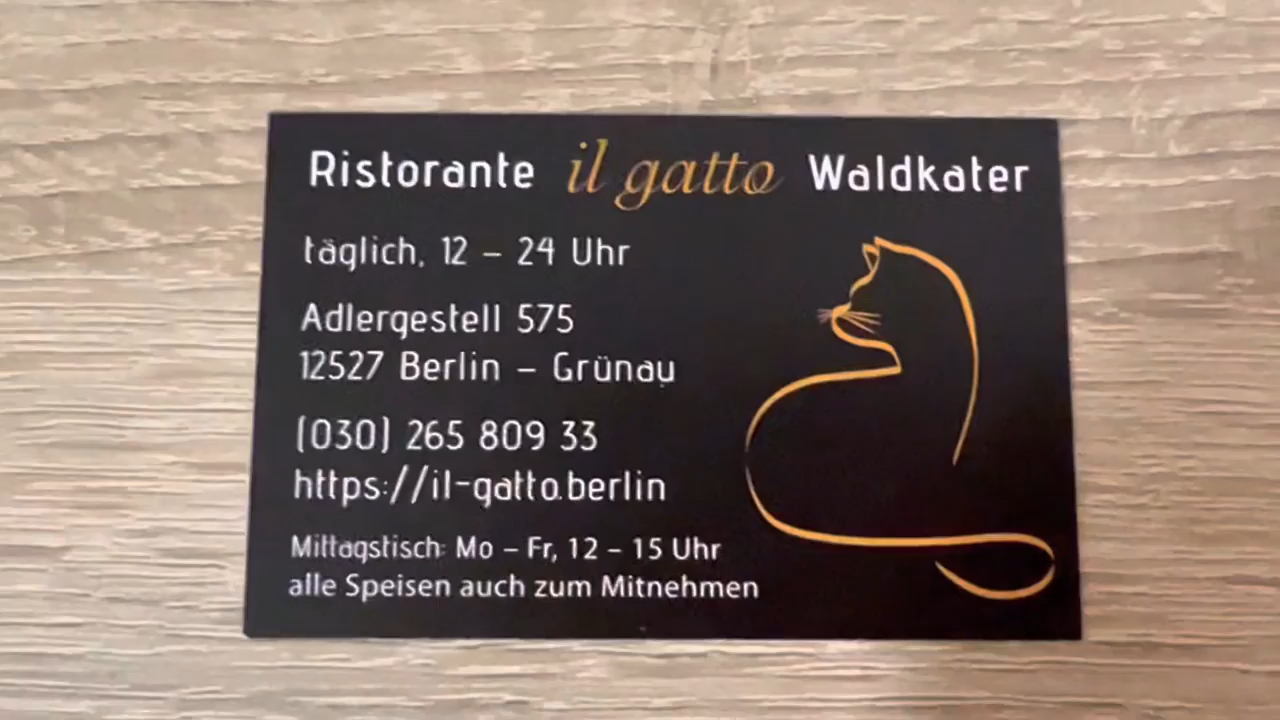 Ristorante il gatto Waldkater
täglich, 12 – 24 Uhr
Adlergestell 575
12527 Berlin – Grünau
(030) 265 809 33
https://il-gatto.berlin
Mittagstisch: Mo – Fr, 12 – 15 Uhr
alle Speisen auch zum Mitnehmen